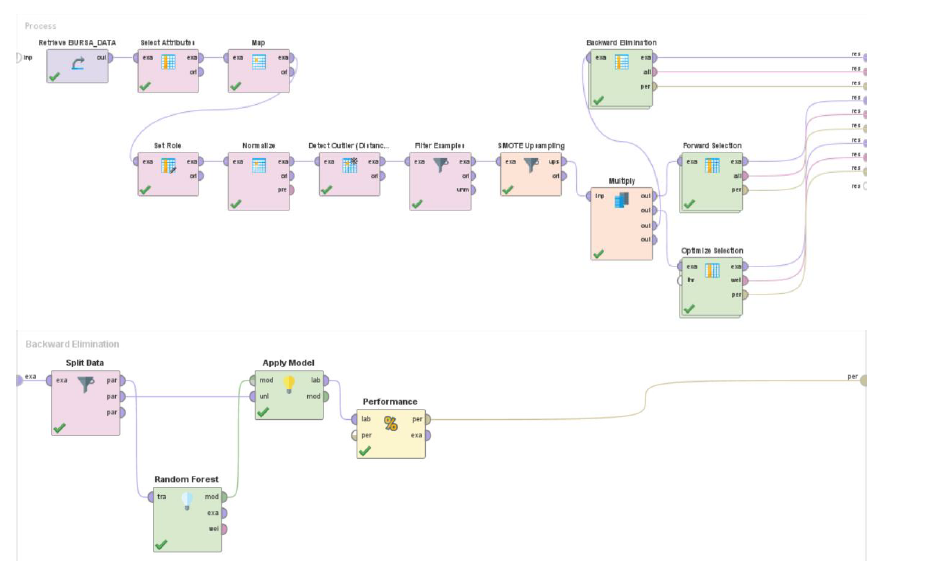 Process
Retrieve BURSA_DATA
Select Attributes
Map
Backward Elimination
inp
out
exa exa
ori
exa exa
ori
exa exa
att
per
res
res
res
res
res
res
res
res
res
res
Set Role
Normalize
Detect Outlier (Distanc...
Filter Examples
SMOTE Upsampling
Multiply
Forward Selection
exa exa
ori
exa exa
ori
pre
exa exa
ori
exa exa
ori
unm
exa ups
ori
inp out
out
out
out
exa exa
att
per
Optimize Selection
exa exa
thr wei
per
Backward Elimination
Split Data
Apply Model
Performance
Random Forest
exa
exa par
par
par
mod lab
unl mod
lab per
per exa
per
tra mod
exa
wei